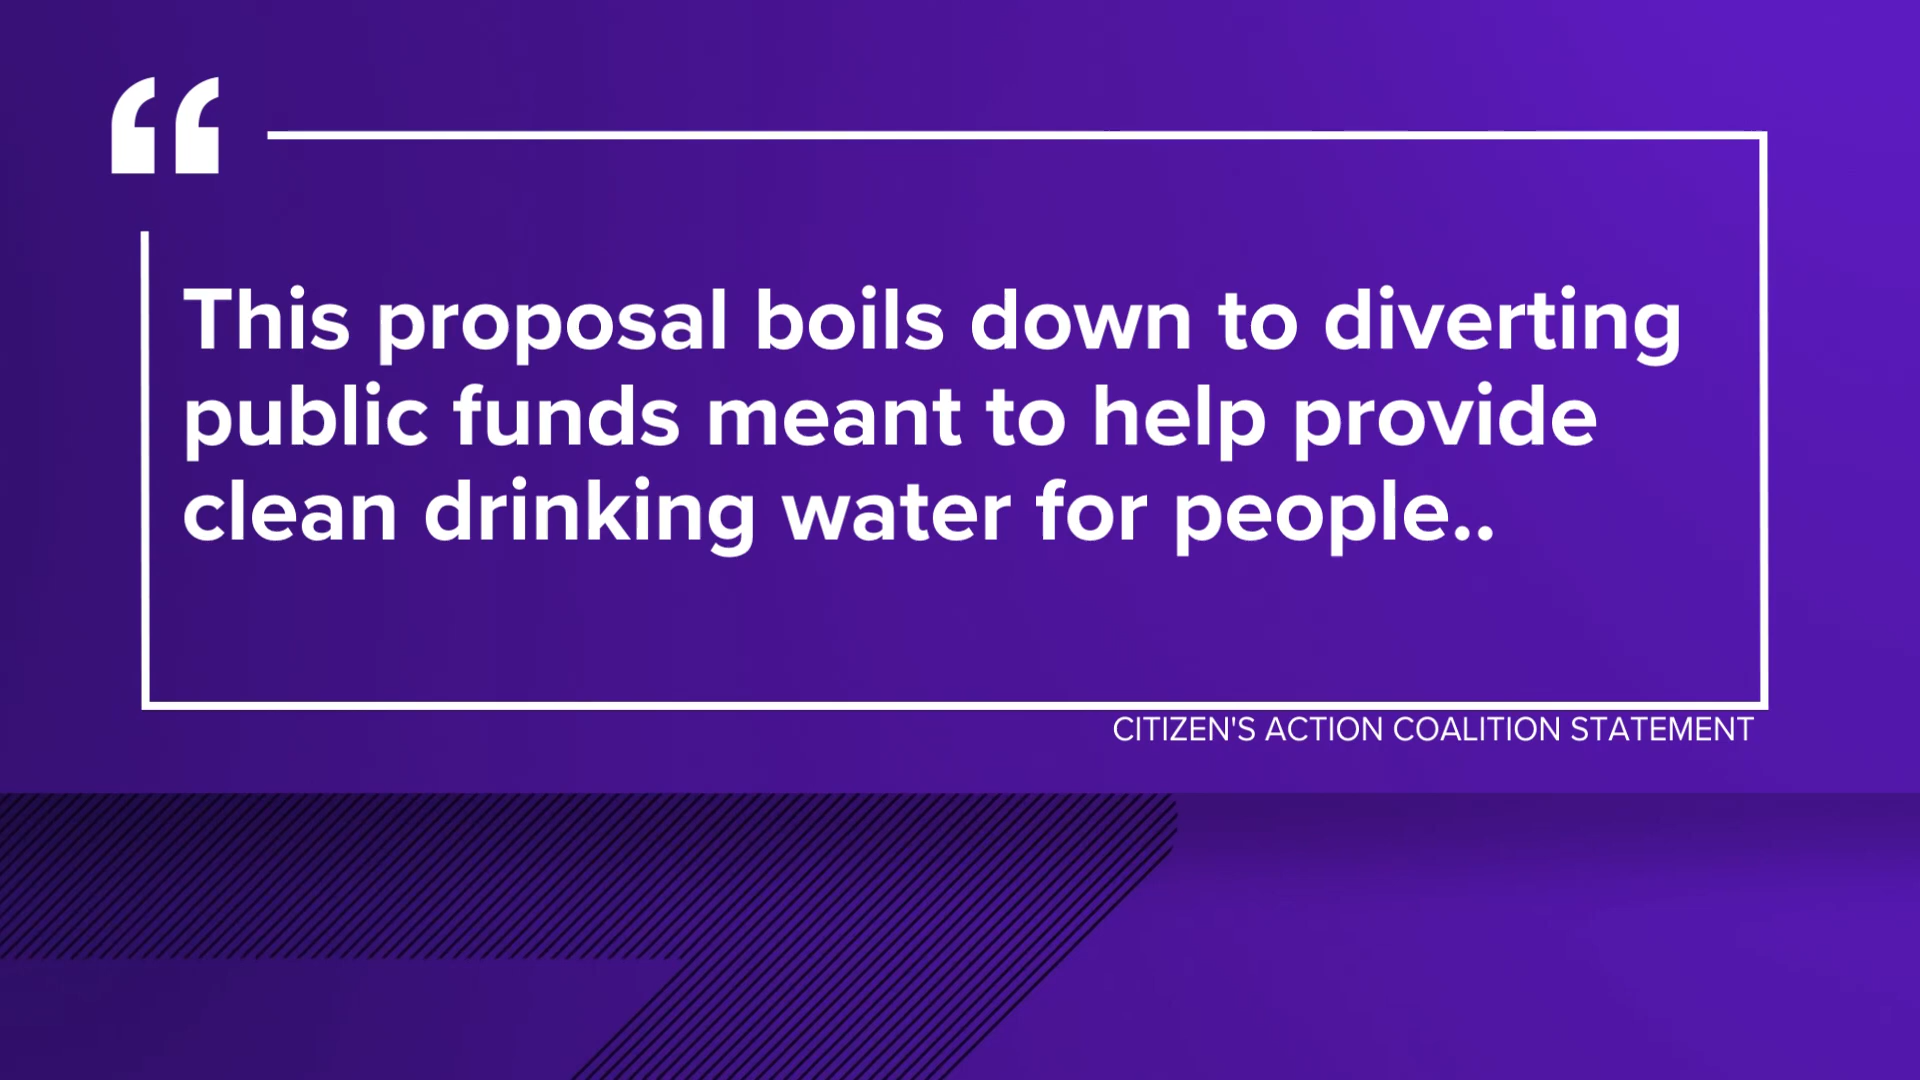 “
This proposal boils down to diverting
public funds meant to help provide
clean drinking water for people..
CITIZEN'S ACTION COALITION STATEMENT